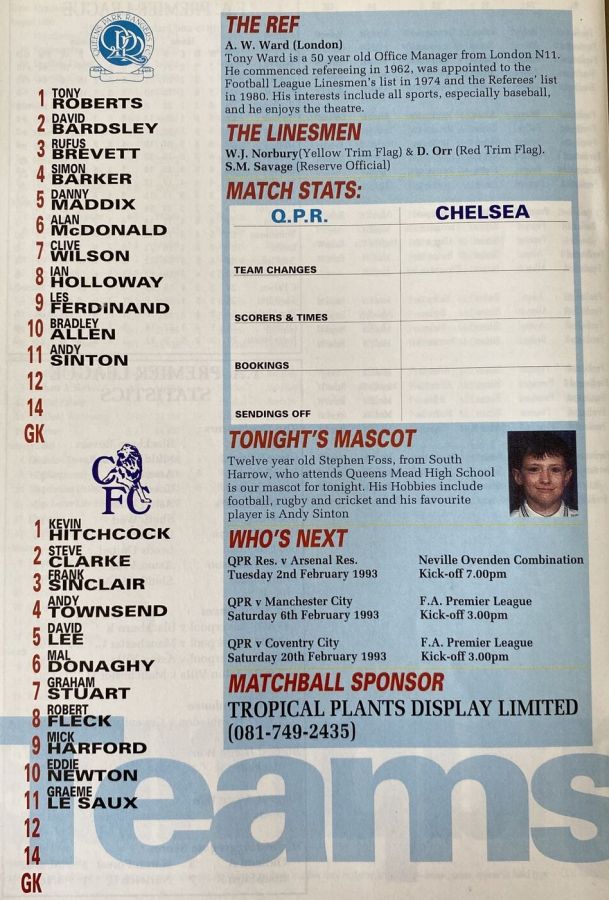 QUEENS PARK RANGERS F.C.
1 TONY ROBERTS
2 DAVID BARDSLEY
3 RUFUS BREVETT
4 SIMON BARKER
5 DANNY MADDIX
6 ALAN McDONALD
7 CLIVE WILSON
8 IAN HOLLOWAY
9 LES FERDINAND
10 BRADLEY ALLEN
11 ANDY SINTON
12
14
GK
CFC
1 KEVIN HITCHCOCK
2 STEVE CLARKE
3 FRANK SINCLAIR
4 ANDY TOWNSEND
5 DAVID LEE
6 MAL DONAGHY
7 GRAHAM STUART
8 ROBERT FLECK
9 MICK HARFORD
10 EDDIE NEWTON
11 GRAEME LE SAUX
12
14
GK
THE REF
A. W. Ward (London)
Tony Ward is a 50 year old Office Manager from London N11.
He commenced refereeing in 1962, was appointed to the
Football League Linesmen's list in 1974 and the Referees' list
in 1980. His interests include all sports, especially baseball,
and he enjoys the theatre.
THE LINESMEN
W.J. Norbury(Yellow Trim Flag) & D. Orr (Red Trim Flag).
S.M. Savage (Reserve Official)
MATCH STATS:
Q.P.R. CHELSEA
TEAM CHANGES
SCORERS & TIMES
BOOKINGS
SENDINGS OFF
TONIGHT'S MASCOT
Twelve year old Stephen Foss, from South
Harrow, who attends Queens Mead High School
is our mascot for tonight. His Hobbies include
football, rugby and cricket and his favourite
player is Andy Sinton
WHO'S NEXT
QPR Res. v Arsenal Res. Neville Ovenden Combination
Tuesday 2nd February 1993 Kick-off 7.00pm
QPR v Manchester City F.A. Premier League
Saturday 6th February 1993 Kick-off 3.00pm
QPR v Coventry City F.A. Premier League
Saturday 20th February 1993 Kick-off 3.00pm
MATCHBALL SPONSOR
TROPICAL PLANTS DISPLAY LIMITED
(081-749-2435)
Teams